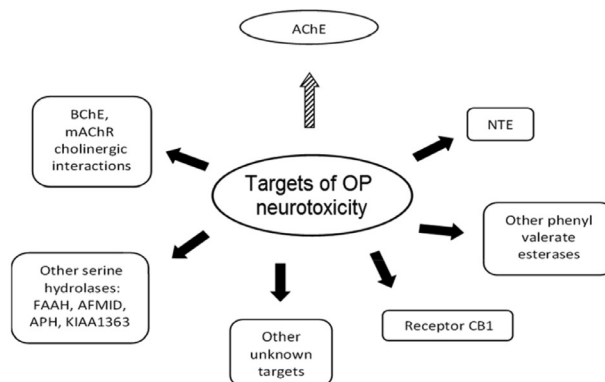 AChE
BChE,
mAChR
cholinergic
interactions
NTE
Targets of OP
neurotoxicity
Other phenyl
valerate
esterases
Other serine
hydrolases:
FAAH, AFMID,
APH, KIAA1363
Other
unknown
targets
Receptor CB1